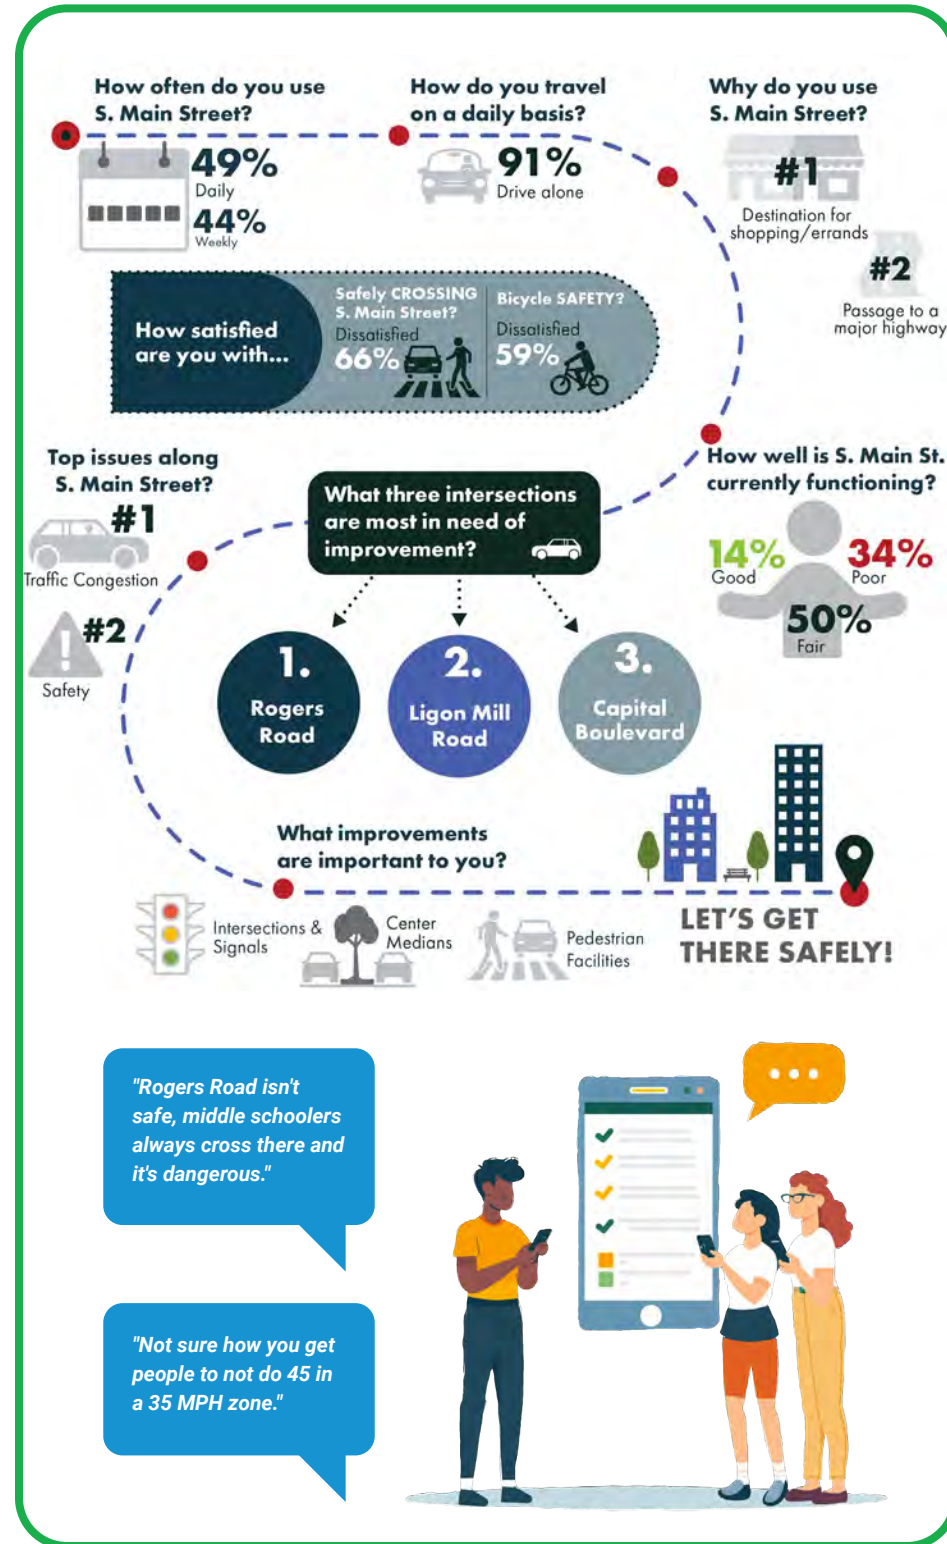 How often do you use
S. Main Street?
49%
Daily
44%
Weekly
How do you travel
on a daily basis?
91%
Drive alone
Why do you use
S. Main Street?
#1
Destination for
shopping/errands
#2
Passage to a
major highway
How satisfied
are you with...
Safely CROSSING
S. Main Street?
Dissatisfied
66%
Bicycle SAFETY?
Dissatisfied
59%
How well is S. Main St.
currently functioning?
14%
Good
34%
Poor
50%
Fair
What three intersections
are most in need of
improvement?
1.
Rogers
Road
2.
Ligon Mill
Road
3.
Capital
Boulevard
Top issues along
S. Main Street?
#1
Traffic Congestion
#2
Safety
What improvements
are important to you?
Intersections &
Signals
Center
Medians
Pedestrian
Facilities
LET'S GET
THERE SAFELY!
"Rogers Road isn't
safe, middle schoolers
always cross there and
it's dangerous."
"Not sure how you get
people to not do 45 in
a 35 MPH zone."